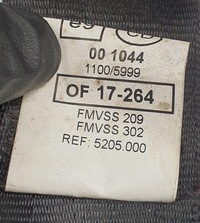 00 1044
1100/5999
OF 17-264
FMVSS 209
FMVSS 302
REF: 5205.000